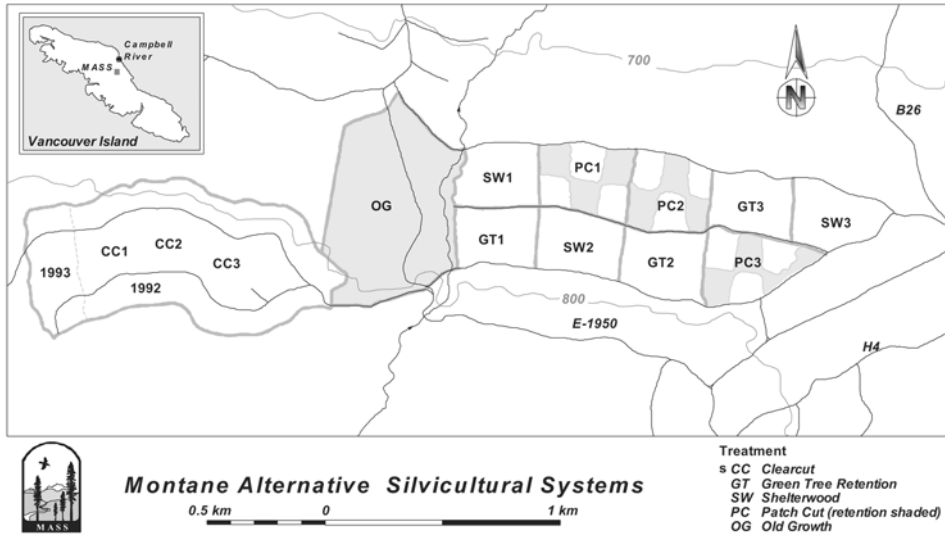 Campbell
River
MASS
Vancouver Island
700
N
B26
SW1
PC1
PC2
GT3
SW3
OG
GT1
SW2
GT2
PC3
CC1
CC2
CC3
1993
1992
800
E-1950
H4
MASS
Montane Alternative Silvicultural Systems
0.5 km 0 1 km
Treatment
s CC Clearcut
GT Green Tree Retention
SW Shelterwood
PC Patch Cut (retention shaded)
OG Old Growth